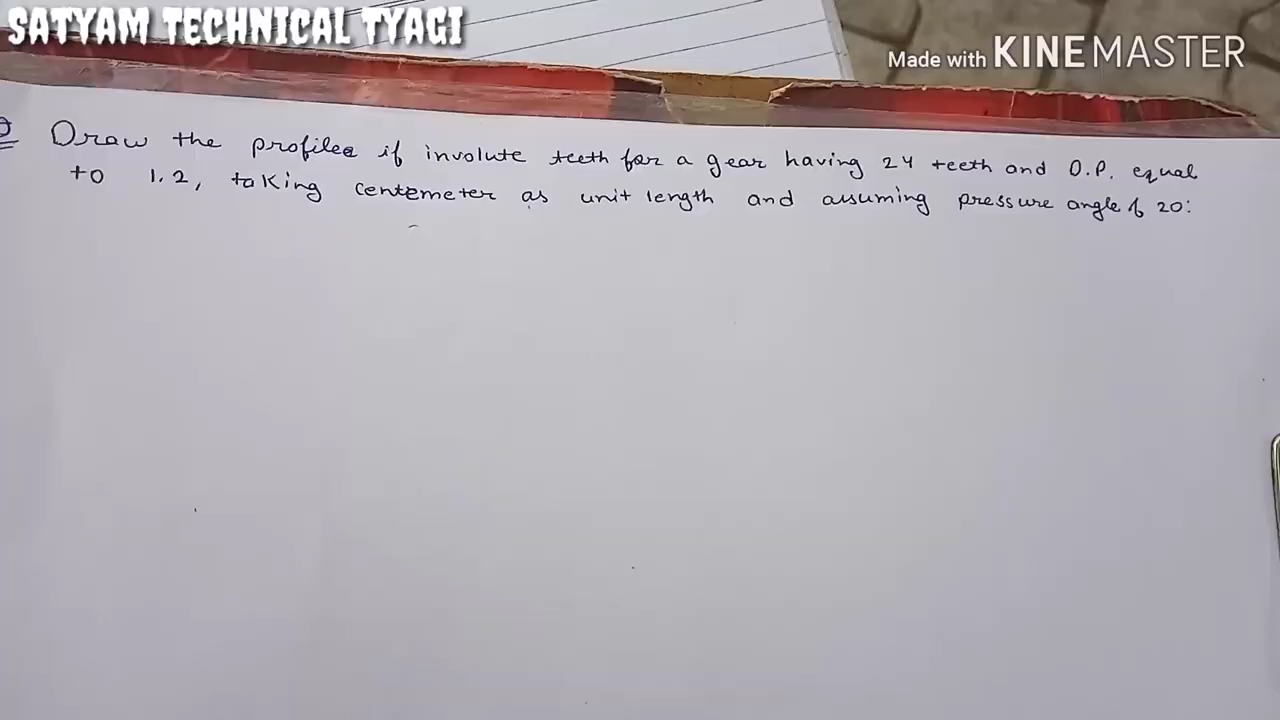 SATYAM TECHNICAL TYAGI
Made with KINEMASTER
Q Draw the profilea if involute teeth for a gear having 24 teeth and D.P. equal
to 1.2, taking centemeter as unit length and assuming pressure angle of 20: